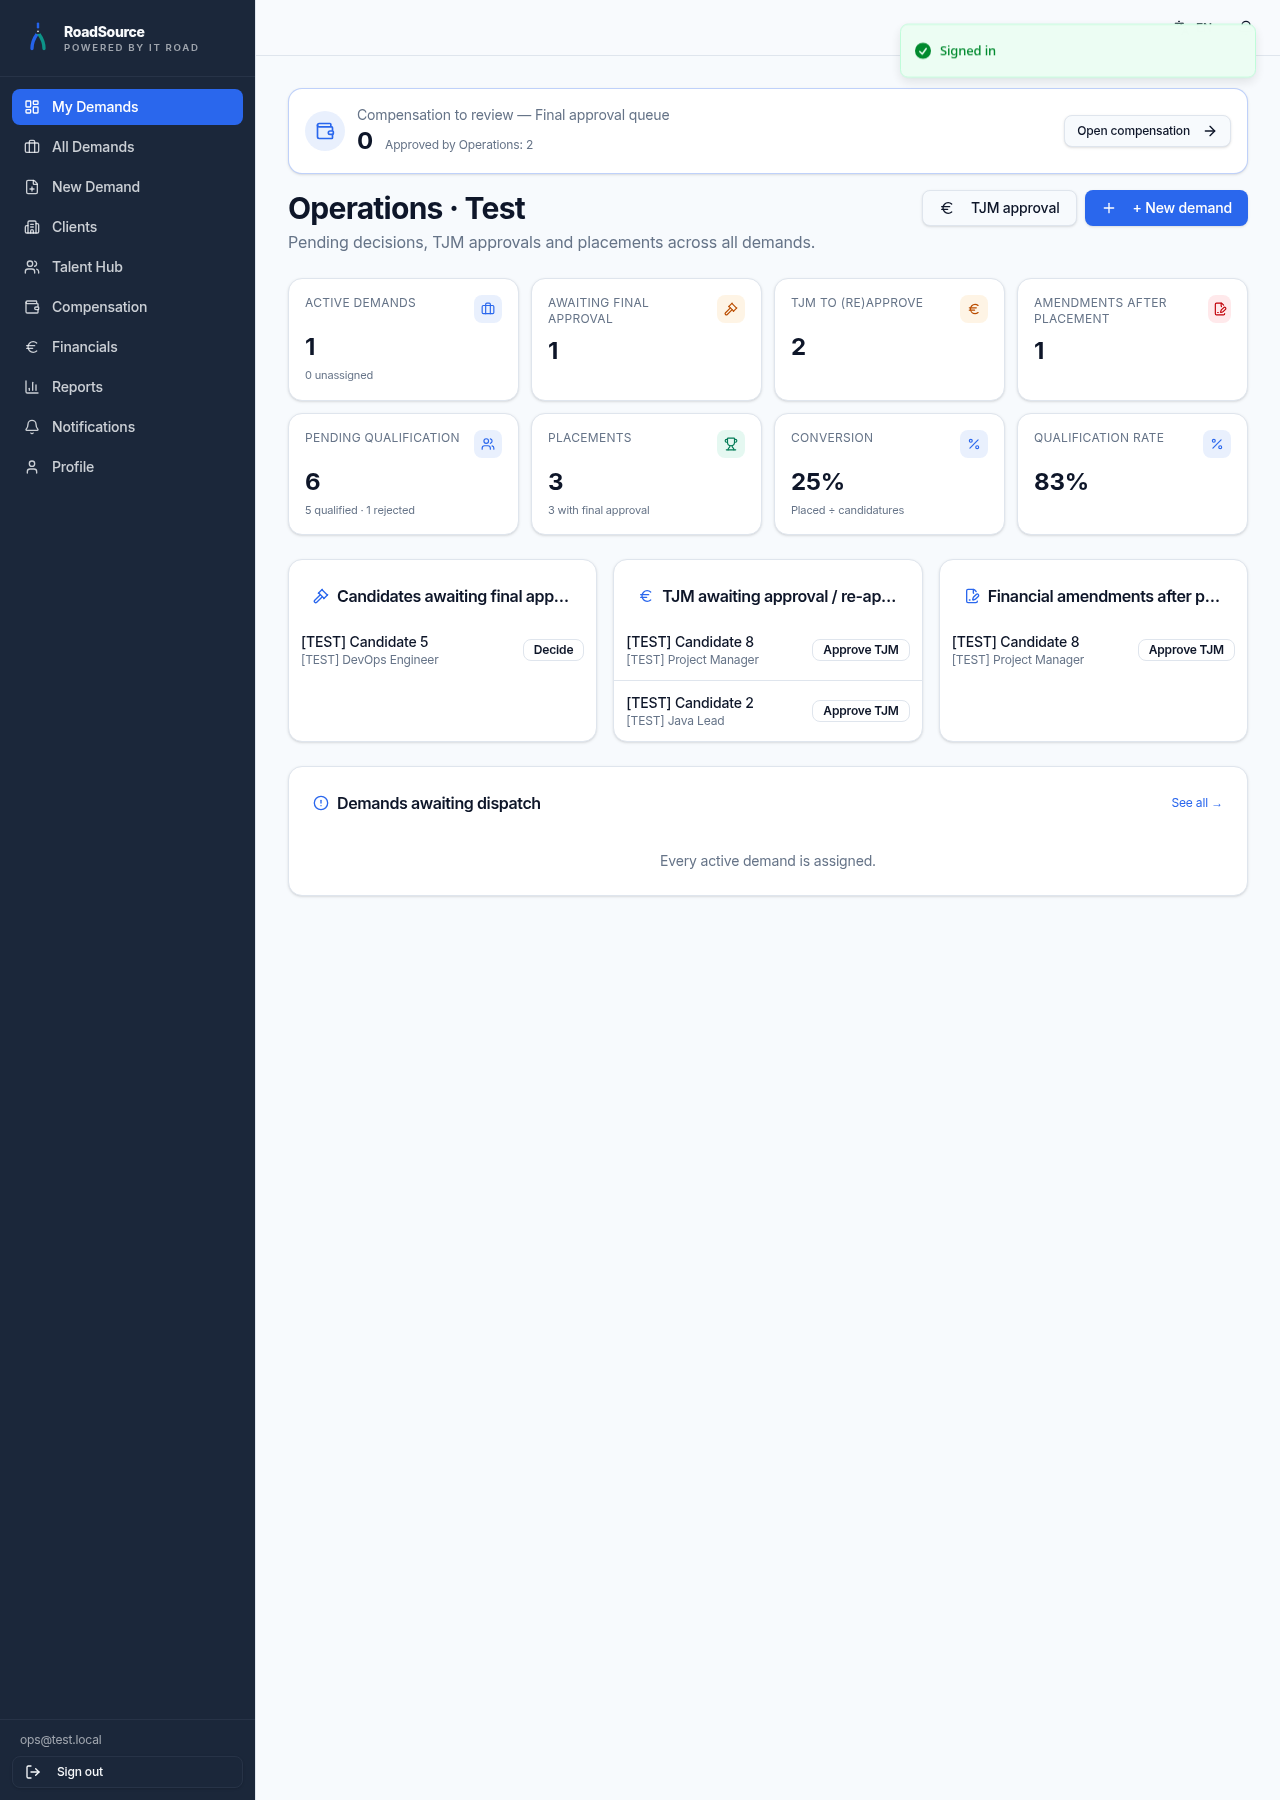 RoadSource
POWERED BY IT ROAD
My Demands
All Demands
New Demand
Clients
Talent Hub
Compensation
Financials
Reports
Notifications
Profile
ops@test.local
Sign out
Signed in
Compensation to review — Final approval queue
0 Approved by Operations: 2
Open compensation
Operations · Test
Pending decisions, TJM approvals and placements across all demands.
TJM approval
+ New demand
ACTIVE DEMANDS
1
0 unassigned
AWAITING FINAL
APPROVAL
1
TJM TO (RE)APPROVE
2
AMENDMENTS AFTER
PLACEMENT
1
PENDING QUALIFICATION
6
5 qualified · 1 rejected
PLACEMENTS
3
3 with final approval
CONVERSION
25%
Placed ÷ candidatures
QUALIFICATION RATE
83%
Candidates awaiting final app...
[TEST] Candidate 5
[TEST] DevOps Engineer
Decide
TJM awaiting approval / re-ap...
[TEST] Candidate 8
[TEST] Project Manager
Approve TJM
[TEST] Candidate 2
[TEST] Java Lead
Approve TJM
Financial amendments after p...
[TEST] Candidate 8
[TEST] Project Manager
Approve TJM
Demands awaiting dispatch
See all →
Every active demand is assigned.